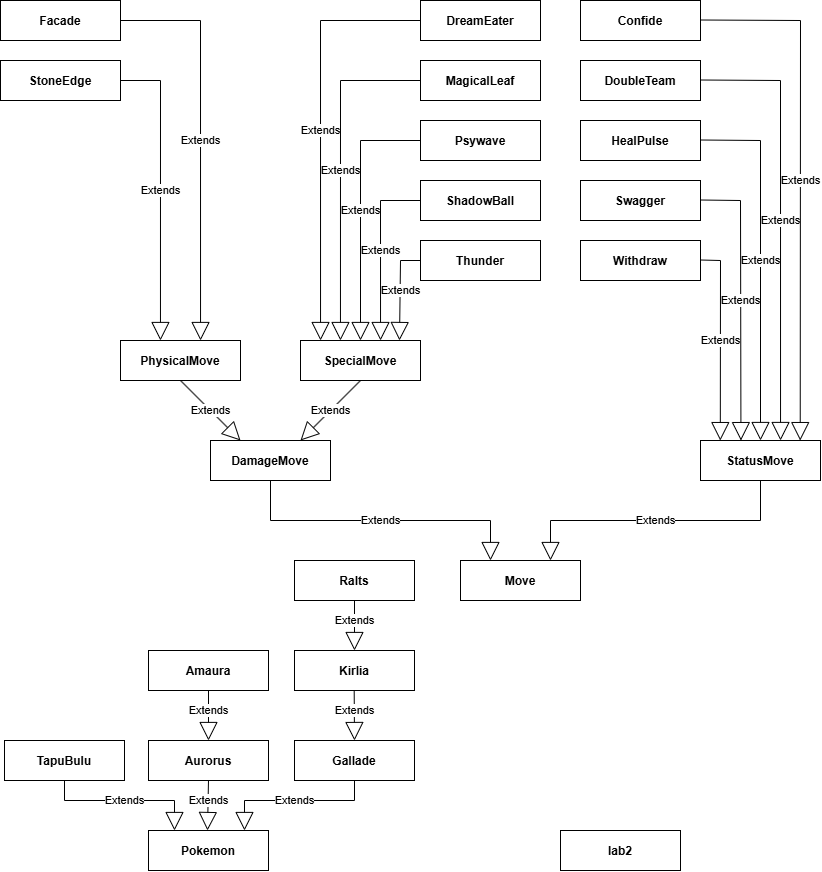 Facade
DreamEater
Confide
StoneEdge
MagicalLeaf
DoubleTeam
Extends
Extends
Psywave
HealPulse
Extends
Extends
Extends
ShadowBall
Swagger
Extends
Extends
Extends
Extends
Thunder
Withdraw
Extends
Extends
Extends
Extends
PhysicalMove
SpecialMove
Extends
Extends
DamageMove
StatusMove
Extends
Extends
Ralts
Move
Extends
Amaura
Kirlia
Extends
Extends
TapuBulu
Aurorus
Gallade
Extends
Extends
Extends
Pokemon
lab2